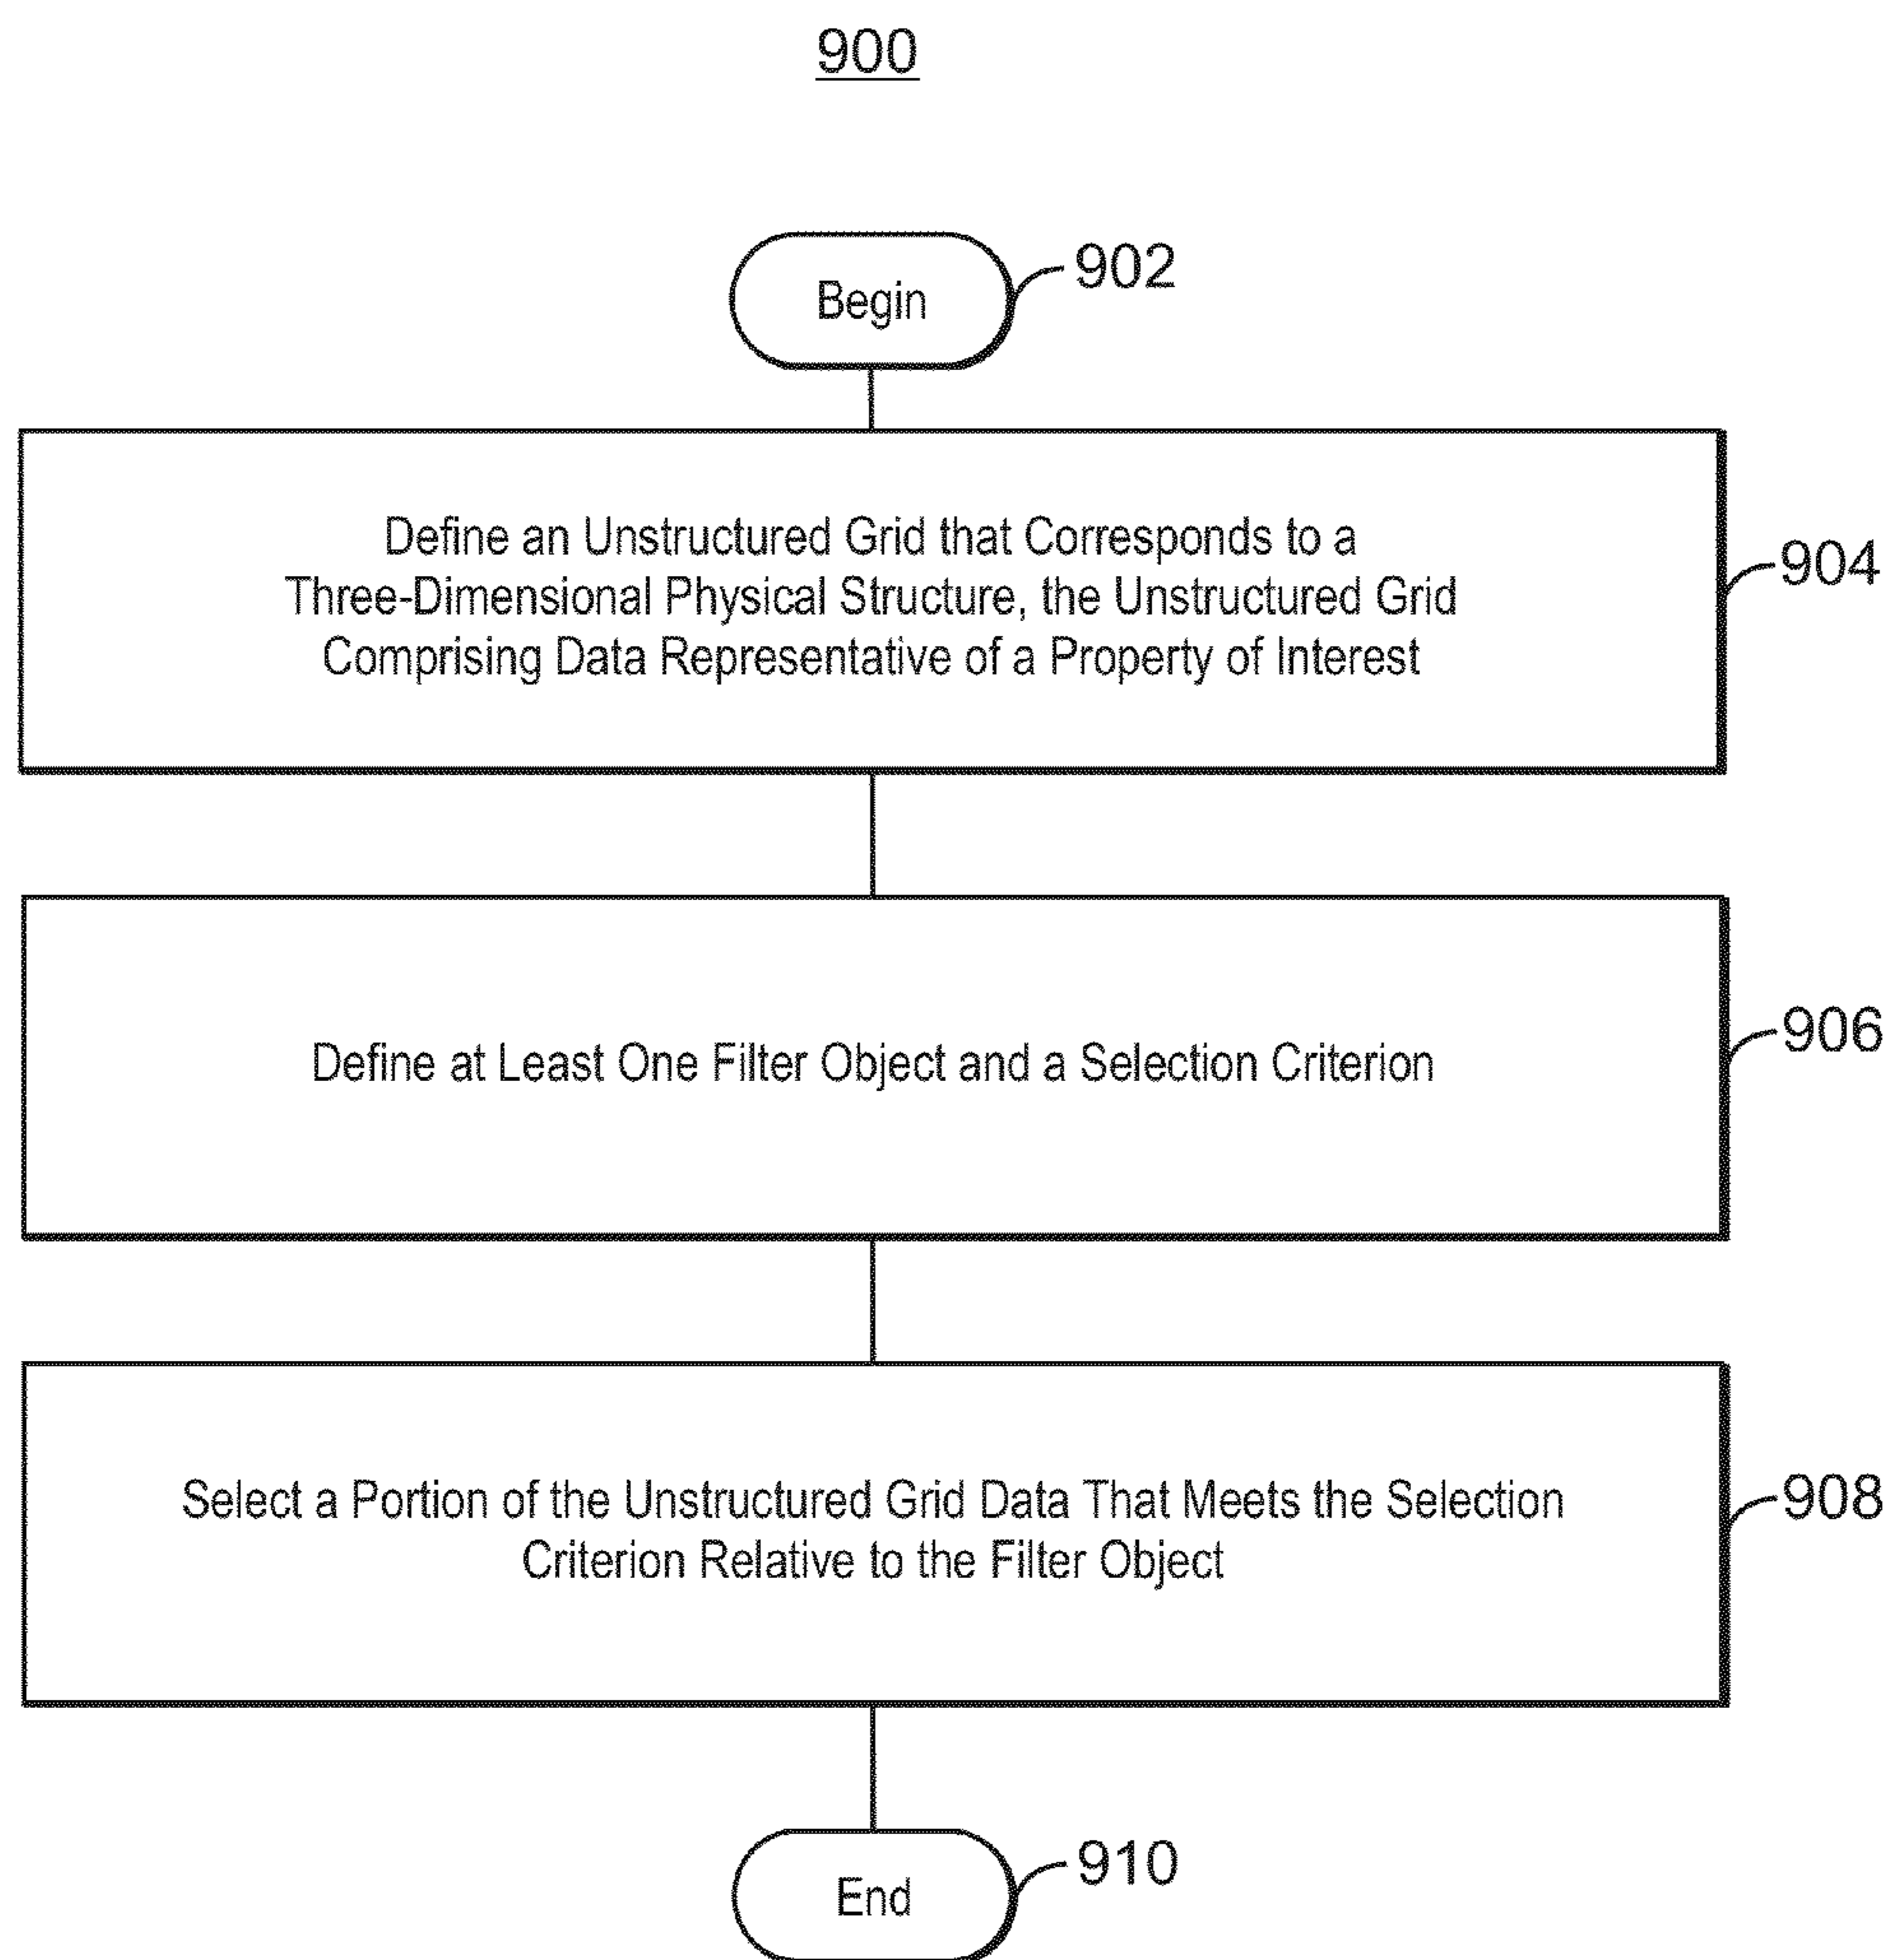 900
Begin
902
Define an Unstructured Grid that Corresponds to a
Three-Dimensional Physical Structure, the Unstructured Grid
Comprising Data Representative of a Property of Interest
904
Define at Least One Filter Object and a Selection Criterion
906
Select a Portion of the Unstructured Grid Data That Meets the Selection
Criterion Relative to the Filter Object
908
End
910